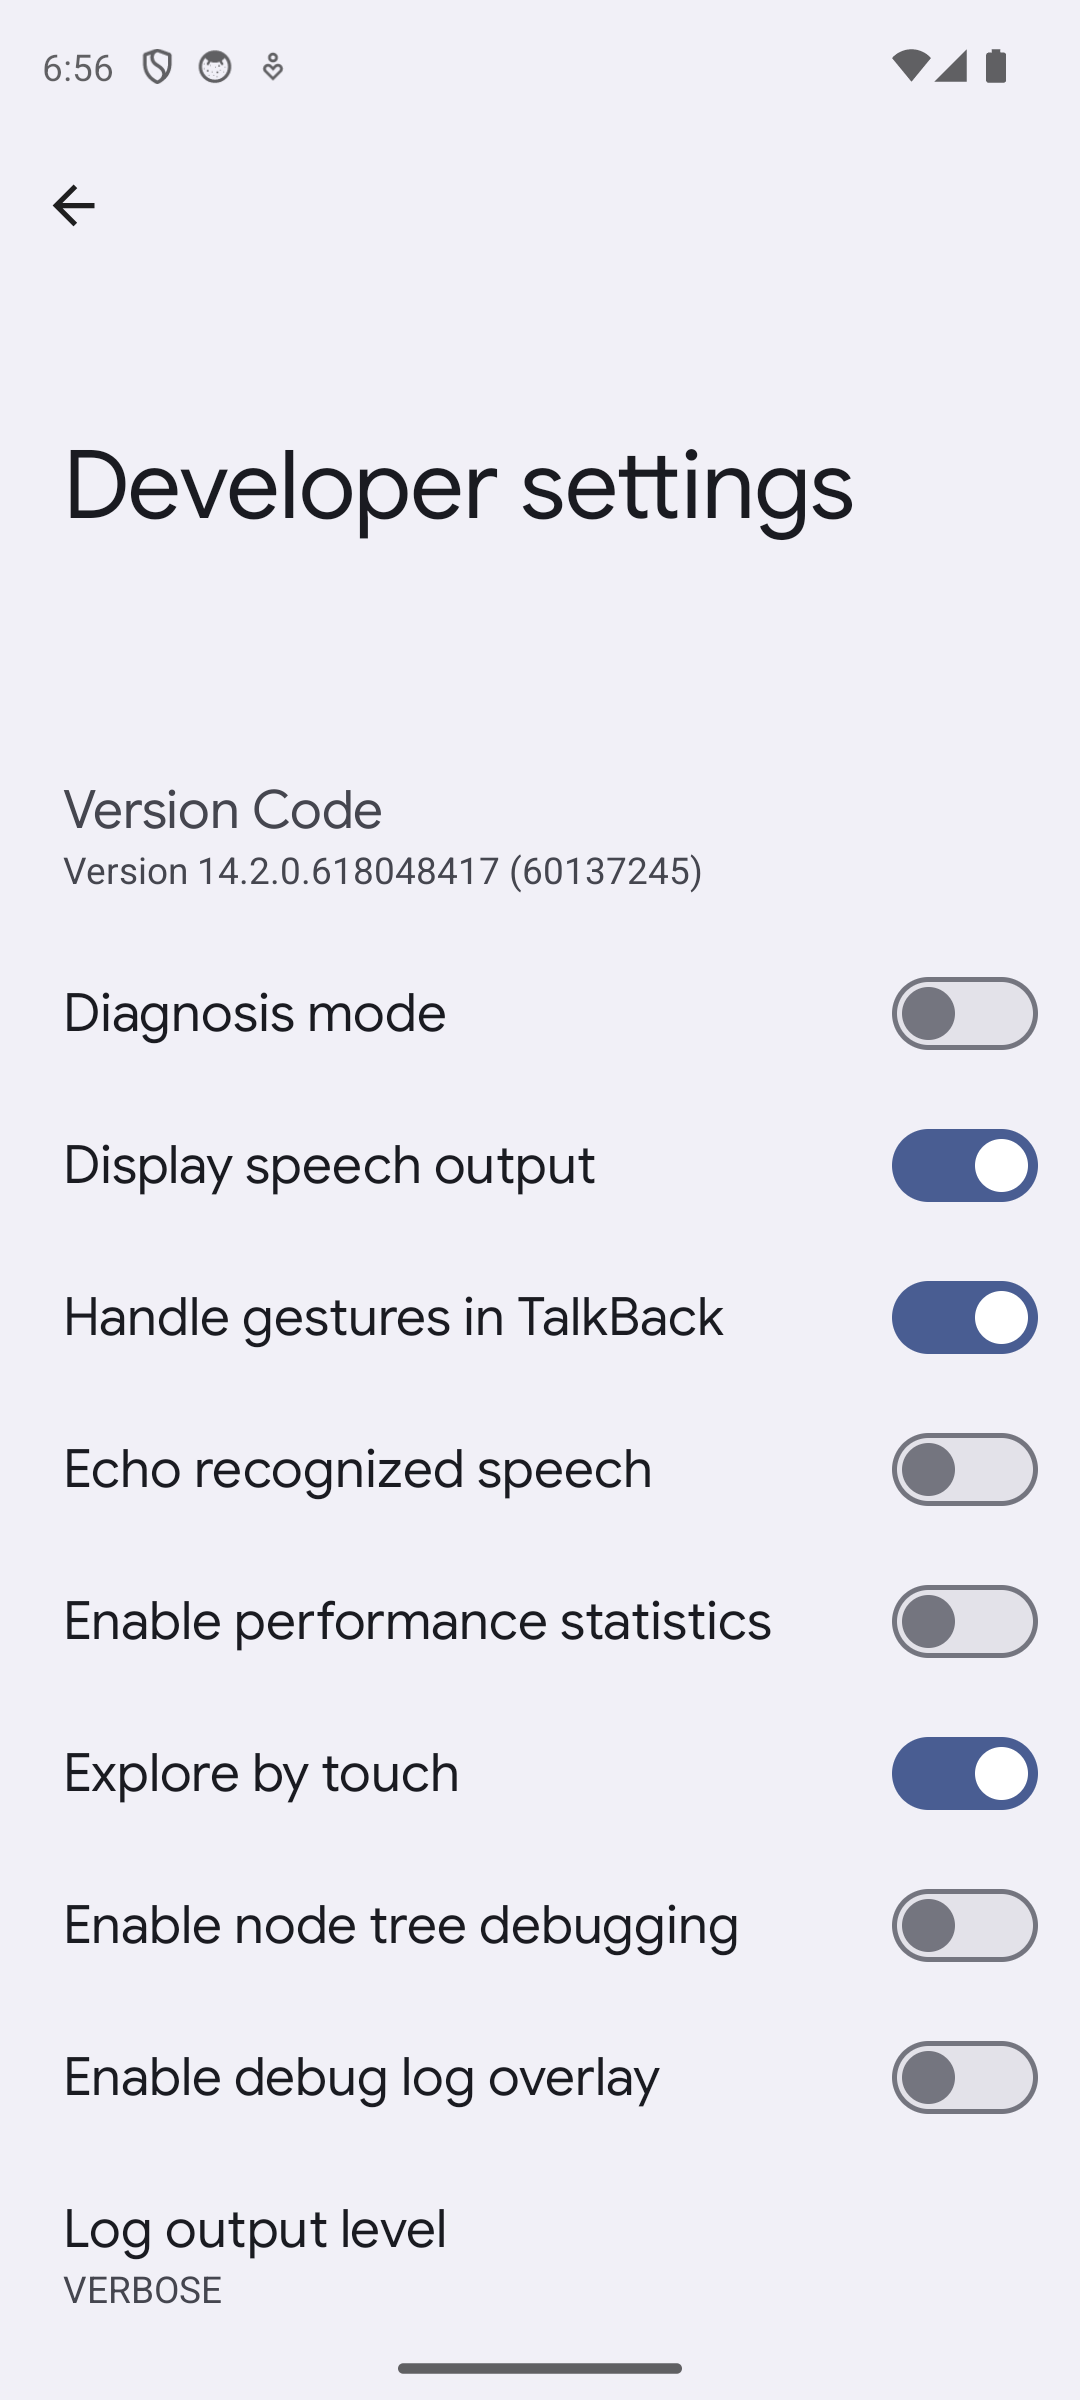 6:56
Developer settings
Version Code
Version 14.2.0.618048417 (60137245)
Diagnosis mode
Display speech output
Handle gestures in TalkBack
Echo recognized speech
Enable performance statistics
Explore by touch
Enable node tree debugging
Enable debug log overlay
Log output level
VERBOSE